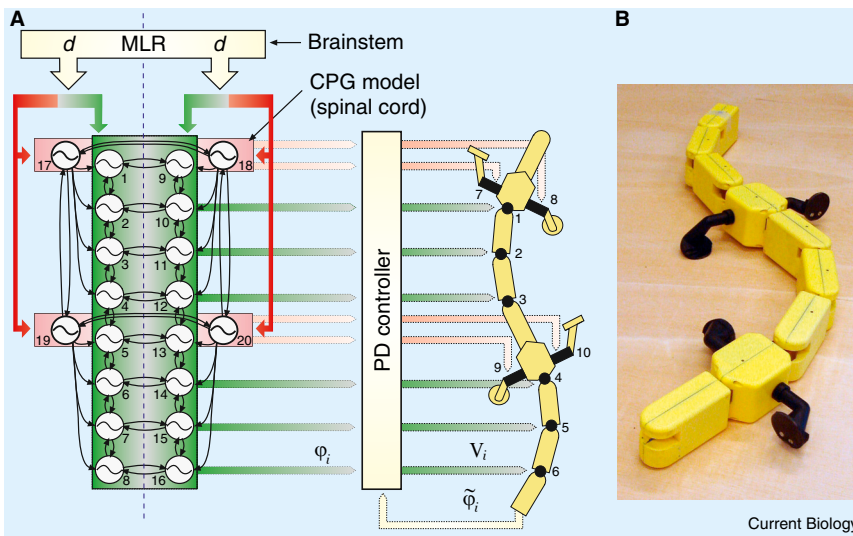 A
B
d MLR d
Brainstem
CPG model
(spinal cord)
17
18
1
9
2
10
3
11
4
12
19
20
5
13
6
14
7
15
8
16
PD controller
φi
Vi
φ̃i
7
8
1
2
3
10
9
4
5
6
Current Biology